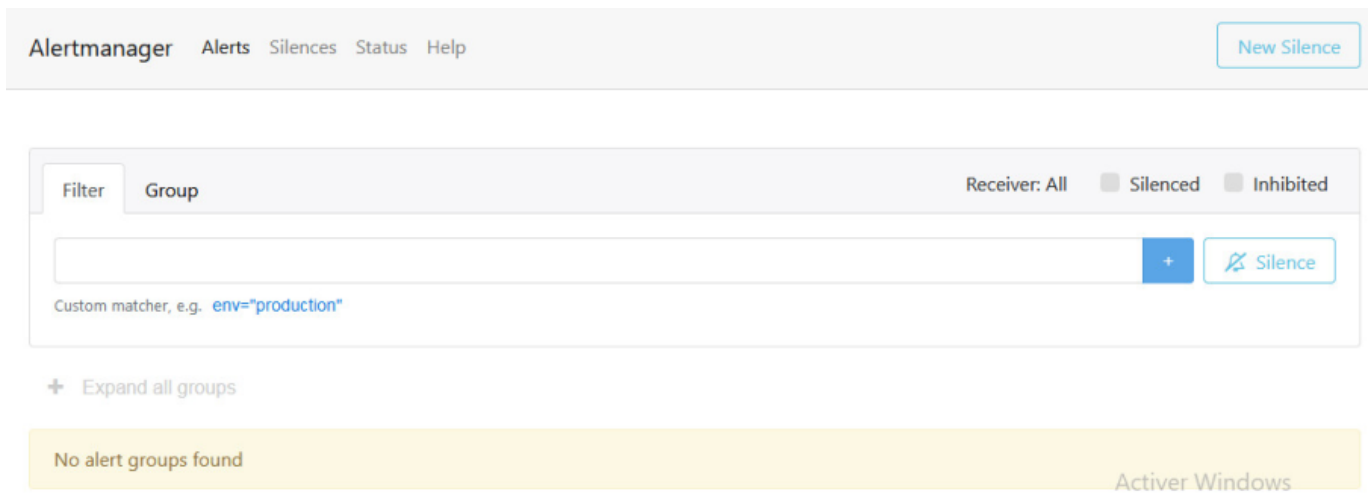 Alertmanager Alerts Silences Status Help New Silence
Filter Group Receiver: All Silenced Inhibited
+ Silence
Custom matcher, e.g. env="production"
+ Expand all groups
No alert groups found
Activer Windows